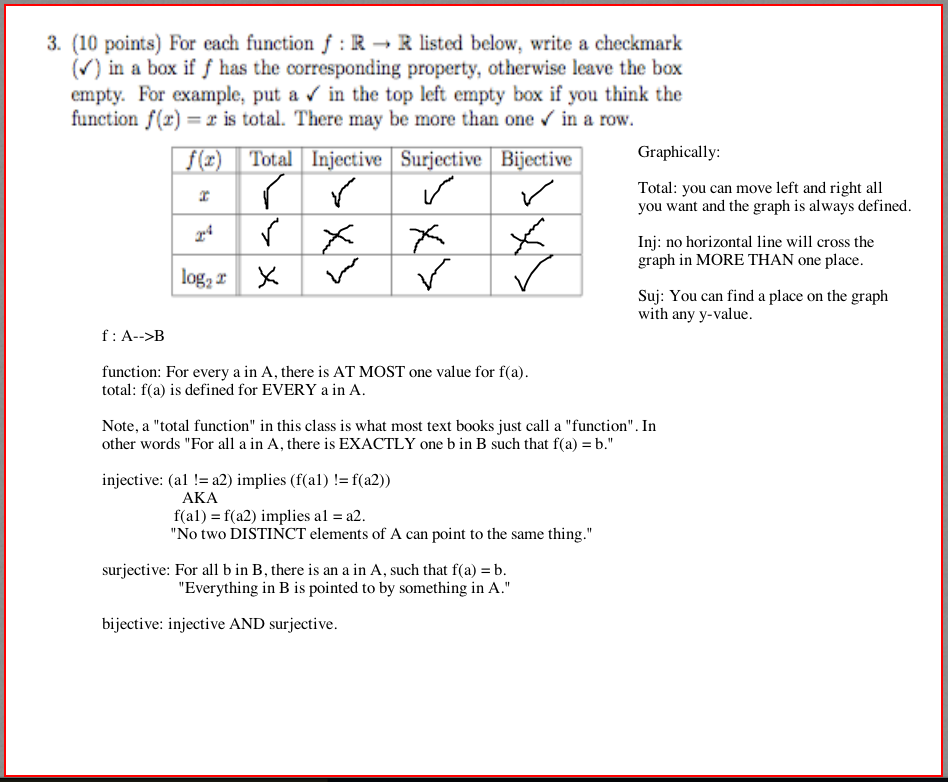 3. (10 points) For each function f : ℝ → ℝ listed below, write a checkmark
(✓) in a box if f has the corresponding property, otherwise leave the box
empty. For example, put a ✓ in the top left empty box if you think the
function f(x) = x is total. There may be more than one ✓ in a row.
f(x) Total Injective Surjective Bijective
x ✓ ✓ ✓ ✓
x⁴ ✓ ✗ ✗ ✗
log₂ x ✗ ✓ ✓ ✓
Graphically:
Total: you can move left and right all
you want and the graph is always defined.
Inj: no horizontal line will cross the
graph in MORE THAN one place.
Suj: You can find a place on the graph
with any y-value.
f : A-->B
function: For every a in A, there is AT MOST one value for f(a).
total: f(a) is defined for EVERY a in A.
Note, a "total function" in this class is what most text books just call a "function". In
other words "For all a in A, there is EXACTLY one b in B such that f(a) = b."
injective: (a1 != a2) implies (f(a1) != f(a2))
AKA
f(a1) = f(a2) implies a1 = a2.
"No two DISTINCT elements of A can point to the same thing."
surjective: For all b in B, there is an a in A, such that f(a) = b.
"Everything in B is pointed to by something in A."
bijective: injective AND surjective.